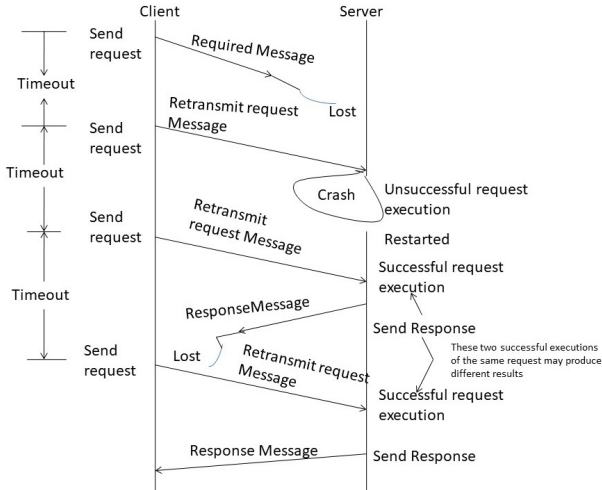 Client
Server
Send
request
Required Message
Timeout
Lost
Retransmit request
Message
Send
request
Timeout
Crash
Unsuccessful request
execution
Retransmit
request Message
Send
request
Restarted
Successful request
execution
Timeout
ResponseMessage
Send Response
These two successful executions
of the same request may produce
different results
Send
request
Lost
Retransmit request
Message
Successful request
execution
Response Message
Send Response